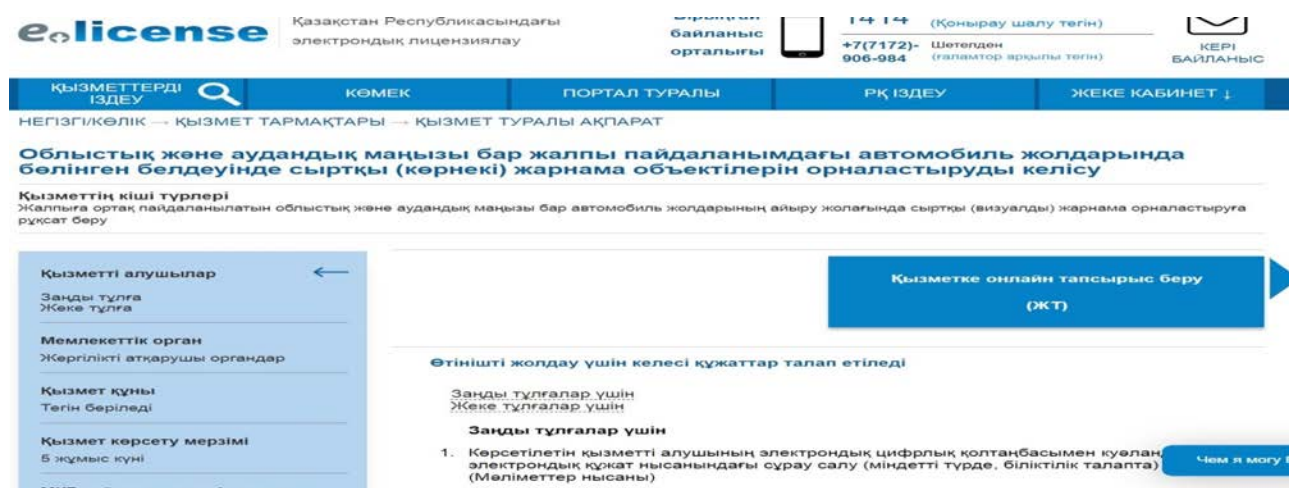 e.license
Қазақстан Республикасындағы
электрондық лицензиялау
байланыс
орталығы
1414 (Қоңырау шалу тегін)
+7(7172)-906-984 Шетелден (ғаламтор арқылы тегін)
КЕРІ
БАЙЛАНЫС
ҚЫЗМЕТТЕРДІ
ІЗДЕУ
КӨМЕК
ПОРТАЛ ТУРАЛЫ
РҚ ІЗДЕУ
ЖЕКЕ КАБИНЕТ ↓
НЕГІЗГІ/КӨЛІК → ҚЫЗМЕТ ТАРМАҚТАРЫ → ҚЫЗМЕТ ТУРАЛЫ АҚПАРАТ
Облыстық және аудандық маңызы бар жалпы пайдаланымдағы автомобиль жолдарында
бөлінген белдеуінде сыртқы (көрнекі) жарнама объектілерін орналастыруды келісу
Қызметтің кіші түрлері
Жалпыға ортақ пайдаланылатын облыстық және аудандық маңызы бар автомобиль жолдарының айыру жолағында сыртқы (визуалды) жарнама орналастыруға
рұқсат беру
Қызметті алушылар
Заңды тұлға
Жеке тұлға
Мемлекеттік орган
Жергілікті атқарушы органдар
Қызмет құны
Тегін беріледі
Қызмет көрсету мерзімі
5 жұмыс күні
Қызметке онлайн тапсырыс беру
(ЖТ)
Өтінішті жолдау үшін келесі құжаттар талап етіледі
Заңды тұлғалар үшін
Жеке тұлғалар үшін
Заңды тұлғалар үшін
1. Көрсетілетін қызметті алушының электрондық цифрлық қолтаңбасымен
электрондық құжат нысанындағы сұрау салу (міндетті түрде, біліктілік талапта)
(Мәліметтер нысаны)
Чем я могу